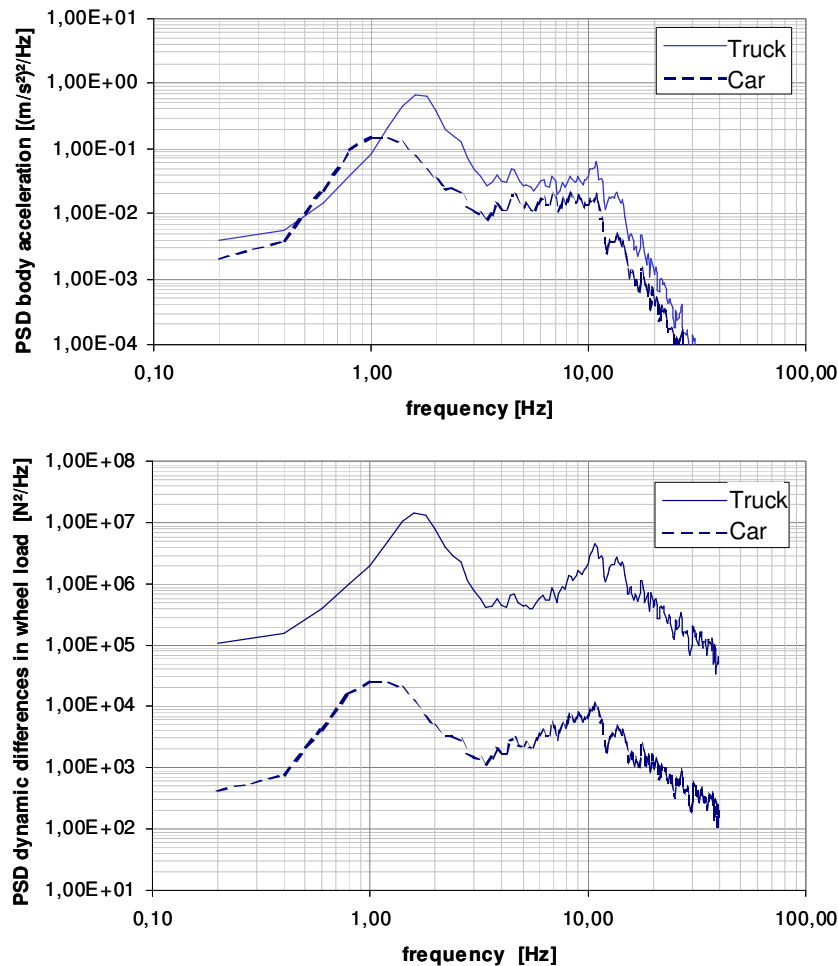 1,00E+01
1,00E+00
1,00E-01
1,00E-02
1,00E-03
1,00E-04
PSD body acceleration [(m/s²)²/Hz]
Truck
Car
0,10
1,00
10,00
100,00
frequency [Hz]
1,00E+08
1,00E+07
1,00E+06
1,00E+05
1,00E+04
1,00E+03
1,00E+02
1,00E+01
PSD dynamic differences in wheel load [N²/Hz]
Truck
Car
0,10
1,00
10,00
100,00
frequency [Hz]